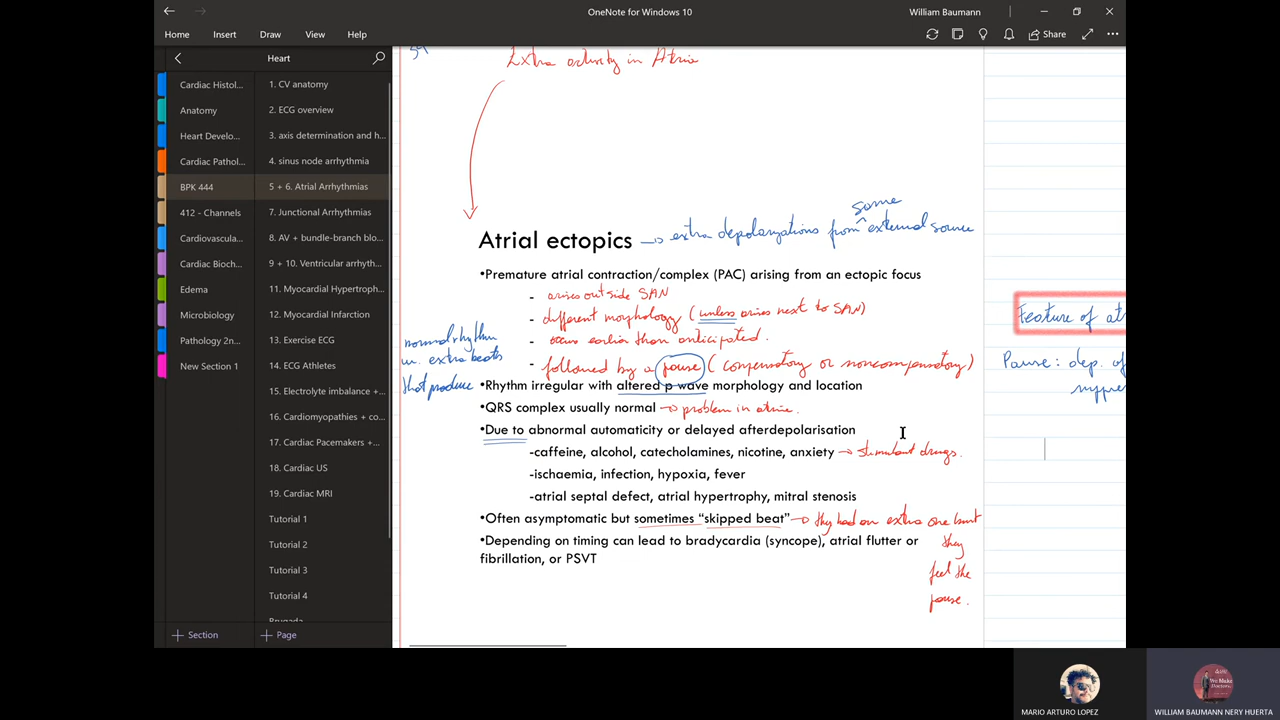 OneNote for Windows 10
William Baumann
Home Insert Draw View Help
Share
Heart
Cardiac Histol...
Anatomy
Heart Develo...
Cardiac Pathol...
BPK 444
412 - Channels
Cardiovascula...
Cardiac Bioch...
Edema
Microbiology
Pathology 2n...
New Section 1
1. CV anatomy
2. ECG overview
3. axis determination and h...
4. sinus node arrhythmia
5 + 6. Atrial Arrhythmias
7. Junctional Arrhythmias
8. AV + bundle-branch blo...
9 + 10. Ventricular arryth...
11. Myocardial Hypertroph...
12. Myocardial Infarction
13. Exercise ECG
14. ECG Athletes
15. Electrolyte imbalance +...
16. Cardiomyopathies + co...
17. Cardiac Pacemakers +...
18. Cardiac US
19. Cardiac MRI
Tutorial 1
Tutorial 2
Tutorial 3
Tutorial 4
Brugada
+ Section
+ Page
Extra activity in Atria
some
Atrial ectopics → extra depolarizations from ^ external source
•Premature atrial contraction/complex (PAC) arising from an ectopic focus
- arises outside SAN
- different morphology (unless arises next to SAN)
- occurs earlier than anticipated.
- followed by a pause (compensatory or noncompensatory)
normal rhythm
w. extra beats
that produce
•Rhythm irregular with altered p wave morphology and location
•QRS complex usually normal → problem in atria.
•Due to abnormal automaticity or delayed afterdepolarisation
-caffeine, alcohol, catecholamines, nicotine, anxiety → stimulant drugs.
-ischaemia, infection, hypoxia, fever
-atrial septal defect, atrial hypertrophy, mitral stenosis
•Often asymptomatic but sometimes “skipped beat” → they had an extra one but
they
feel the
pause.
•Depending on timing can lead to bradycardia (syncope), atrial flutter or
fibrillation, or PSVT
Feature of at
Pause: dep. of
MARIO ARTURO LOPEZ
We Make
Doctors
WILLIAM BAUMANN NERY HUERTA